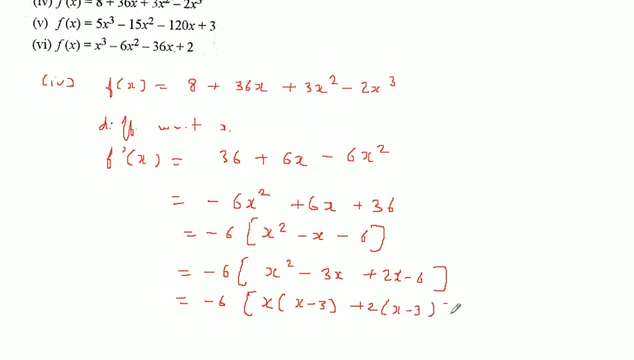 (iv) f(x) = 8 + 36x + 3x² − 2x³
(v) f(x) = 5x³ − 15x² − 120x + 3
(vi) f(x) = x³ − 6x² − 36x + 2
(iv) f(x) = 8 + 36x + 3x² − 2x³
diff w.r.t x.
f'(x) = 36 + 6x − 6x²
= − 6x² + 6x + 36
= − 6 [ x² − x − 6 ]
= − 6 [ x² − 3x + 2x − 6 ]
= − 6 [ x ( x − 3 ) + 2 ( x − 3 )